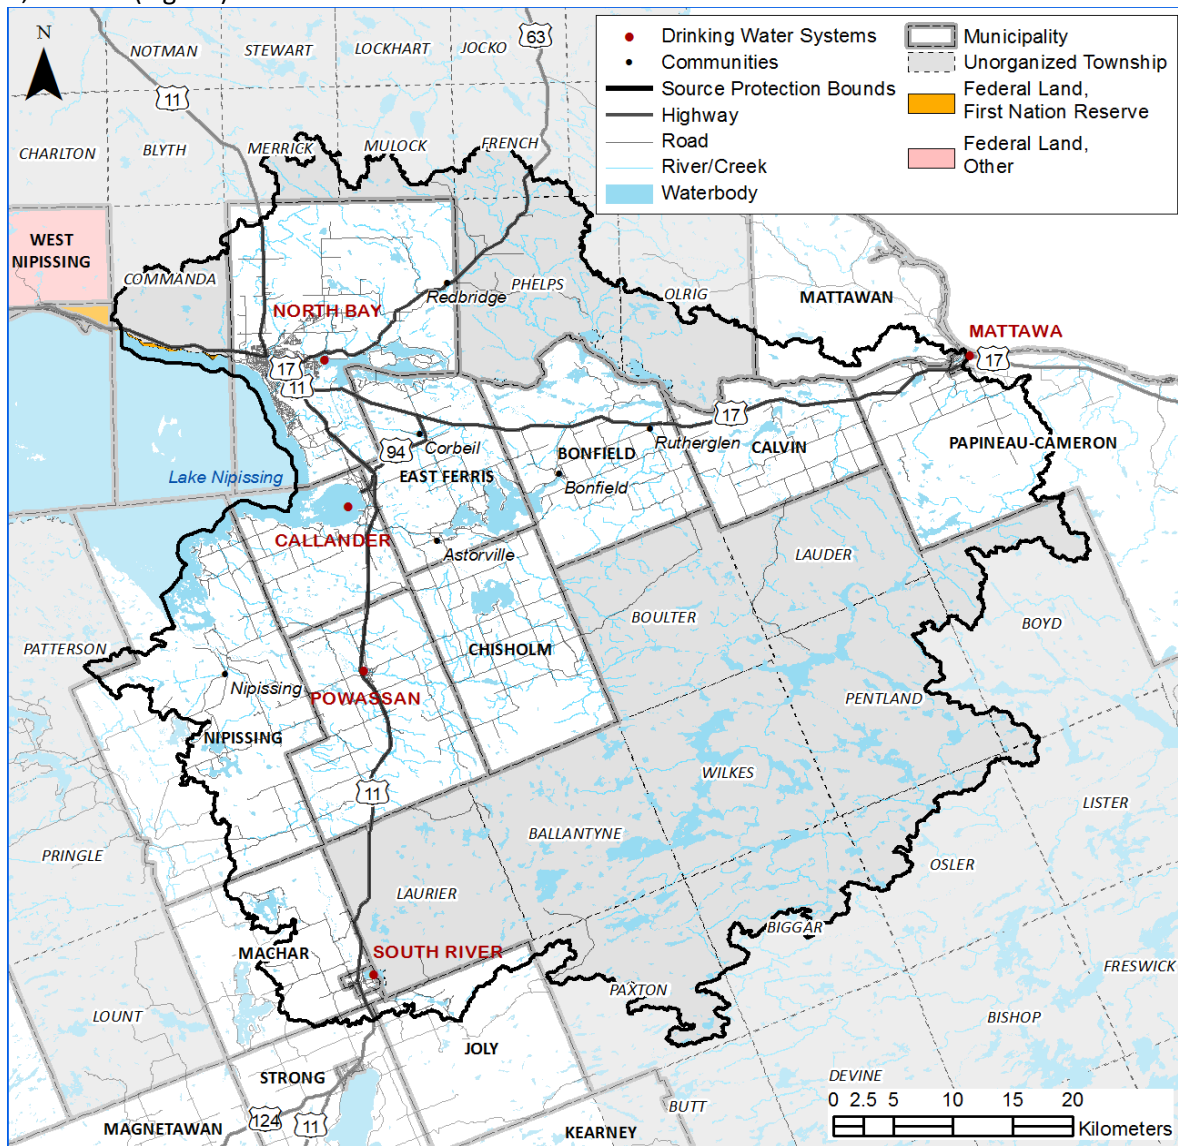 N
NOTMAN
STEWART
LOCKHART
JOCKO
63
11
CHARLTON
BLYTH
MERRICK
MULOCK
FRENCH
Drinking Water Systems
Communities
Source Protection Bounds
Highway
Road
River/Creek
Waterbody
Municipality
Unorganized Township
Federal Land,
First Nation Reserve
Federal Land,
Other
WEST
NIPISSING
COMMANDA
PHELPS
OLRIG
MATTAWAN
Redbridge
NORTH BAY
MATTAWA
17
17
11
17
94
Corbeil
Rutherglen
BONFIELD
CALVIN
PAPINEAU-CAMERON
EAST FERRIS
Lake Nipissing
Bonfield
CALLANDER
Astorville
LAUDER
BOULTER
BOYD
PATTERSON
CHISHOLM
Nipissing
POWASSAN
PENTLAND
NIPISSING
WILKES
11
LISTER
BALLANTYNE
PRINGLE
OSLER
LAURIER
BIGGAR
MACHAR
SOUTH RIVER
FRESWICK
PAXTON
LOUNT
BISHOP
JOLY
STRONG
DEVINE
0 2.5 5 10 15 20
Kilometers
BUTT
124
11
MAGNETAWAN
KEARNEY